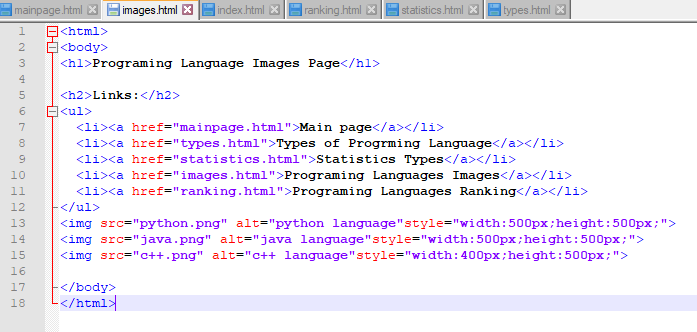 mainpage.html images.html index.html ranking.html statistics.html types.html
1 <html>
2 <body>
3 <h1>Programing Language Images Page</h1>
4
5 <h2>Links:</h2>
6 <ul>
7 <li><a href="mainpage.html">Main page</a></li>
8 <li><a href="types.html">Types of Progrming Language</a></li>
9 <li><a href="statistics.html">Statistics Types</a></li>
10 <li><a href="images.html">Programing Languages Images</a></li>
11 <li><a href="ranking.html">Programing Languages Ranking</a></li>
12 </ul>
13 <img src="python.png" alt="python language"style="width:500px;height:500px;">
14 <img src="java.png" alt="java language"style="width:500px;height:500px;">
15 <img src="c++.png" alt="c++ language"style="width:400px;height:500px;">
16
17 </body>
18 </html>